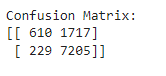 Confusion Matrix:
[[ 610 1717]
 [ 229 7205]]